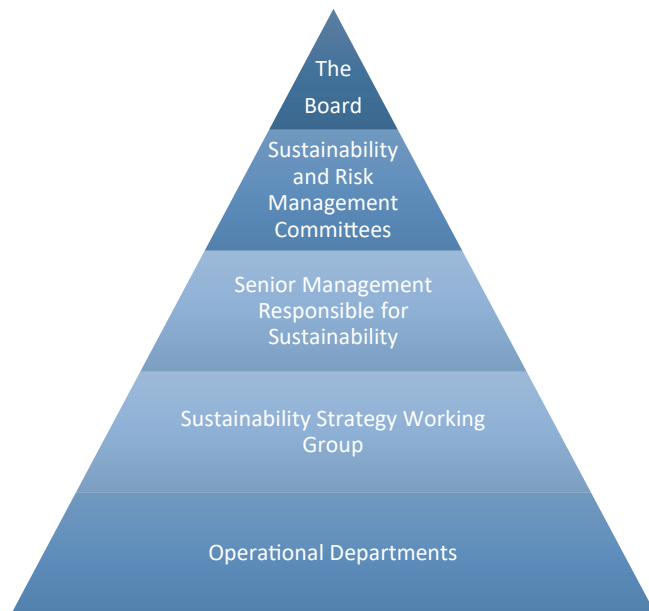 The
Board
Sustainability
and Risk
Management
Committees
Senior Management
Responsible for
Sustainability
Sustainability Strategy Working
Group
Operational Departments